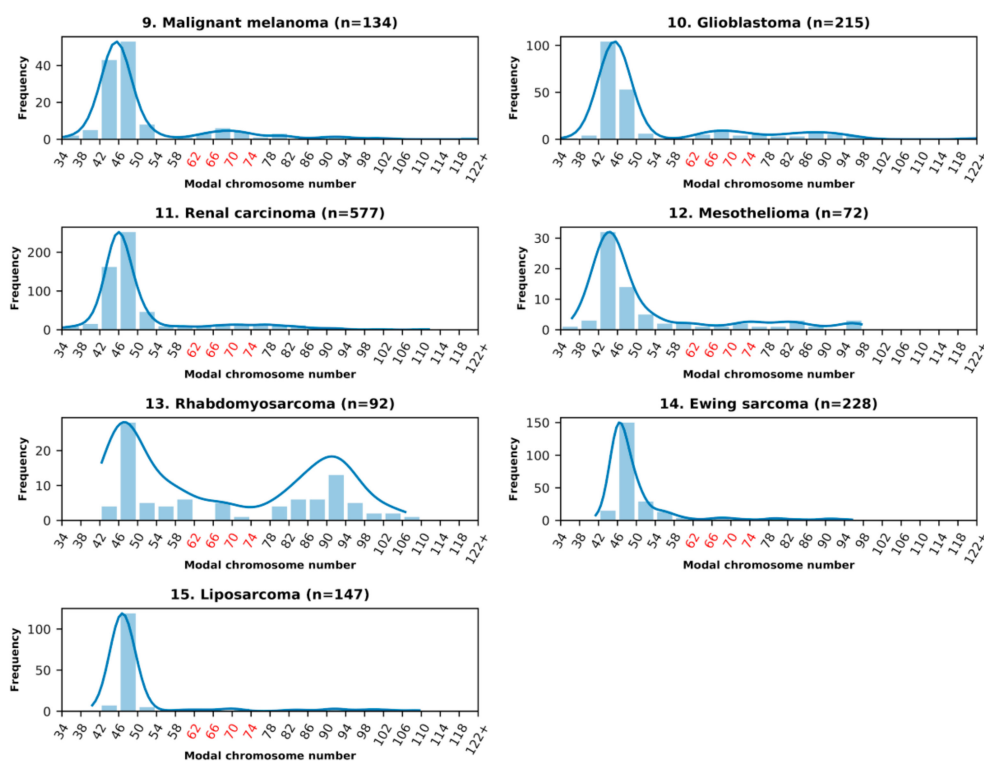 9. Malignant melanoma (n=134)
Frequency
40
20
0
34 38 42 46 50 54 58 62 66 70 74 78 82 86 90 94 98 102 106 110 114 118 122+
Modal chromosome number
10. Glioblastoma (n=215)
Frequency
100
50
0
34 38 42 46 50 54 58 62 66 70 74 78 82 86 90 94 98 102 106 110 114 118 122+
Modal chromosome number
11. Renal carcinoma (n=577)
Frequency
200
100
0
34 38 42 46 50 54 58 62 66 70 74 78 82 86 90 94 98 102 106 110 114 118 122+
Modal chromosome number
12. Mesothelioma (n=72)
Frequency
30
20
10
0
34 38 42 46 50 54 58 62 66 70 74 78 82 86 90 94 98 102 106 110 114 118 122+
Modal chromosome number
13. Rhabdomyosarcoma (n=92)
Frequency
20
10
0
34 38 42 46 50 54 58 62 66 70 74 78 82 86 90 94 98 102 106 110 114 118 122+
Modal chromosome number
14. Ewing sarcoma (n=228)
Frequency
150
100
50
0
34 38 42 46 50 54 58 62 66 70 74 78 82 86 90 94 98 102 106 110 114 118 122+
Modal chromosome number
15. Liposarcoma (n=147)
Frequency
100
50
0
34 38 42 46 50 54 58 62 66 70 74 78 82 86 90 94 98 102 106 110 114 118 122+
Modal chromosome number